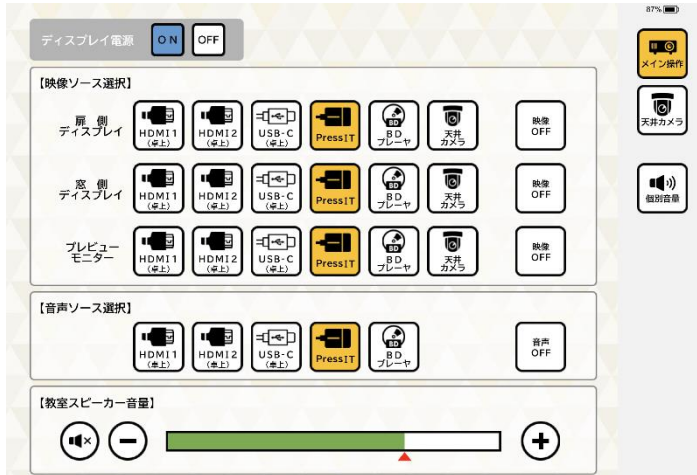 87%
ディスプレイ電源 ON OFF
メイン操作
【映像ソース選択】
扉 側
ディスプレイ
HDMI1
(卓上)
HDMI2
(卓上)
USB-C
(卓上)
PressIT
BD
BD
プレーヤ
天井
カメラ
映像
OFF
天井カメラ
窓 側
ディスプレイ
HDMI1
(卓上)
HDMI2
(卓上)
USB-C
(卓上)
PressIT
BD
BD
プレーヤ
天井
カメラ
映像
OFF
個別音量
プレビュー
モニター
HDMI1
(卓上)
HDMI2
(卓上)
USB-C
(卓上)
PressIT
BD
BD
プレーヤ
天井
カメラ
映像
OFF
【音声ソース選択】
HDMI1
(卓上)
HDMI2
(卓上)
USB-C
(卓上)
PressIT
BD
BD
プレーヤ
音声
OFF
【教室スピーカー音量】